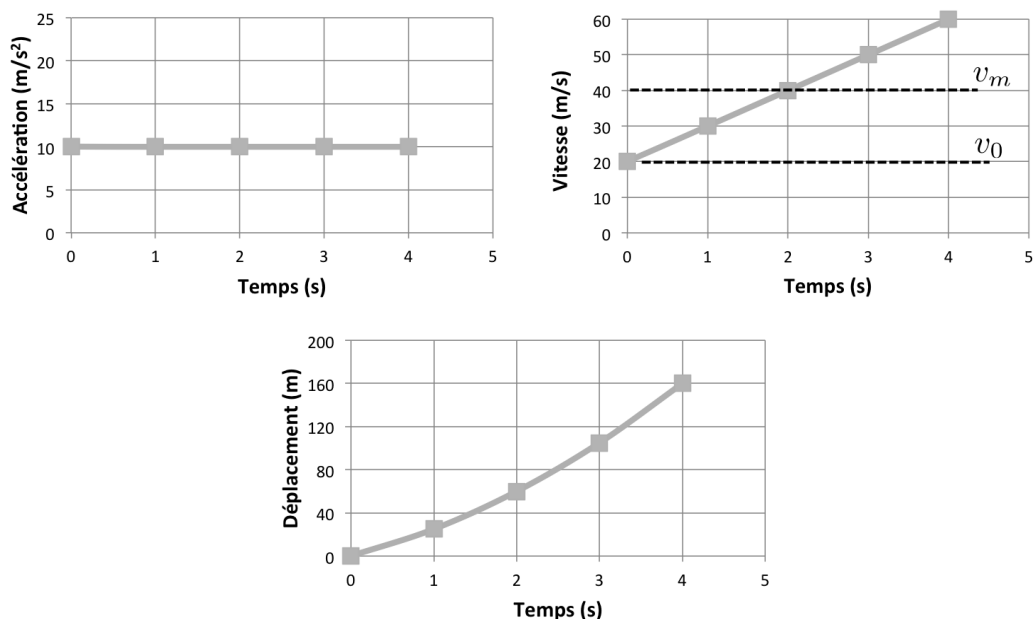 Accélération (m/s²)
25
20
15
10
5
0
0 1 2 3 4 5
Temps (s)
Vitesse (m/s)
60
50
40
30
20
10
0
v_m
v_0
0 1 2 3 4 5
Temps (s)
Déplacement (m)
200
160
120
80
40
0
0 1 2 3 4 5
Temps (s)